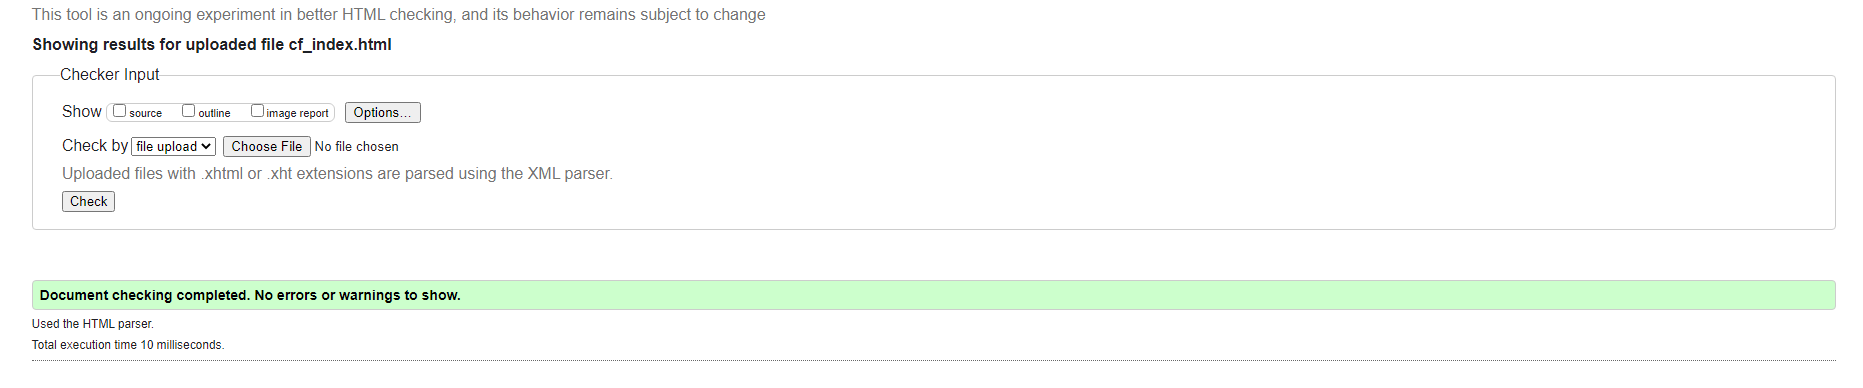 This tool is an ongoing experiment in better HTML checking, and its behavior remains subject to change
Showing results for uploaded file cf_index.html
Checker Input
Show source outline image report Options...
Check by file upload Choose File No file chosen
Uploaded files with .xhtml or .xht extensions are parsed using the XML parser.
Check
Document checking completed. No errors or warnings to show.
Used the HTML parser.
Total execution time 10 milliseconds.